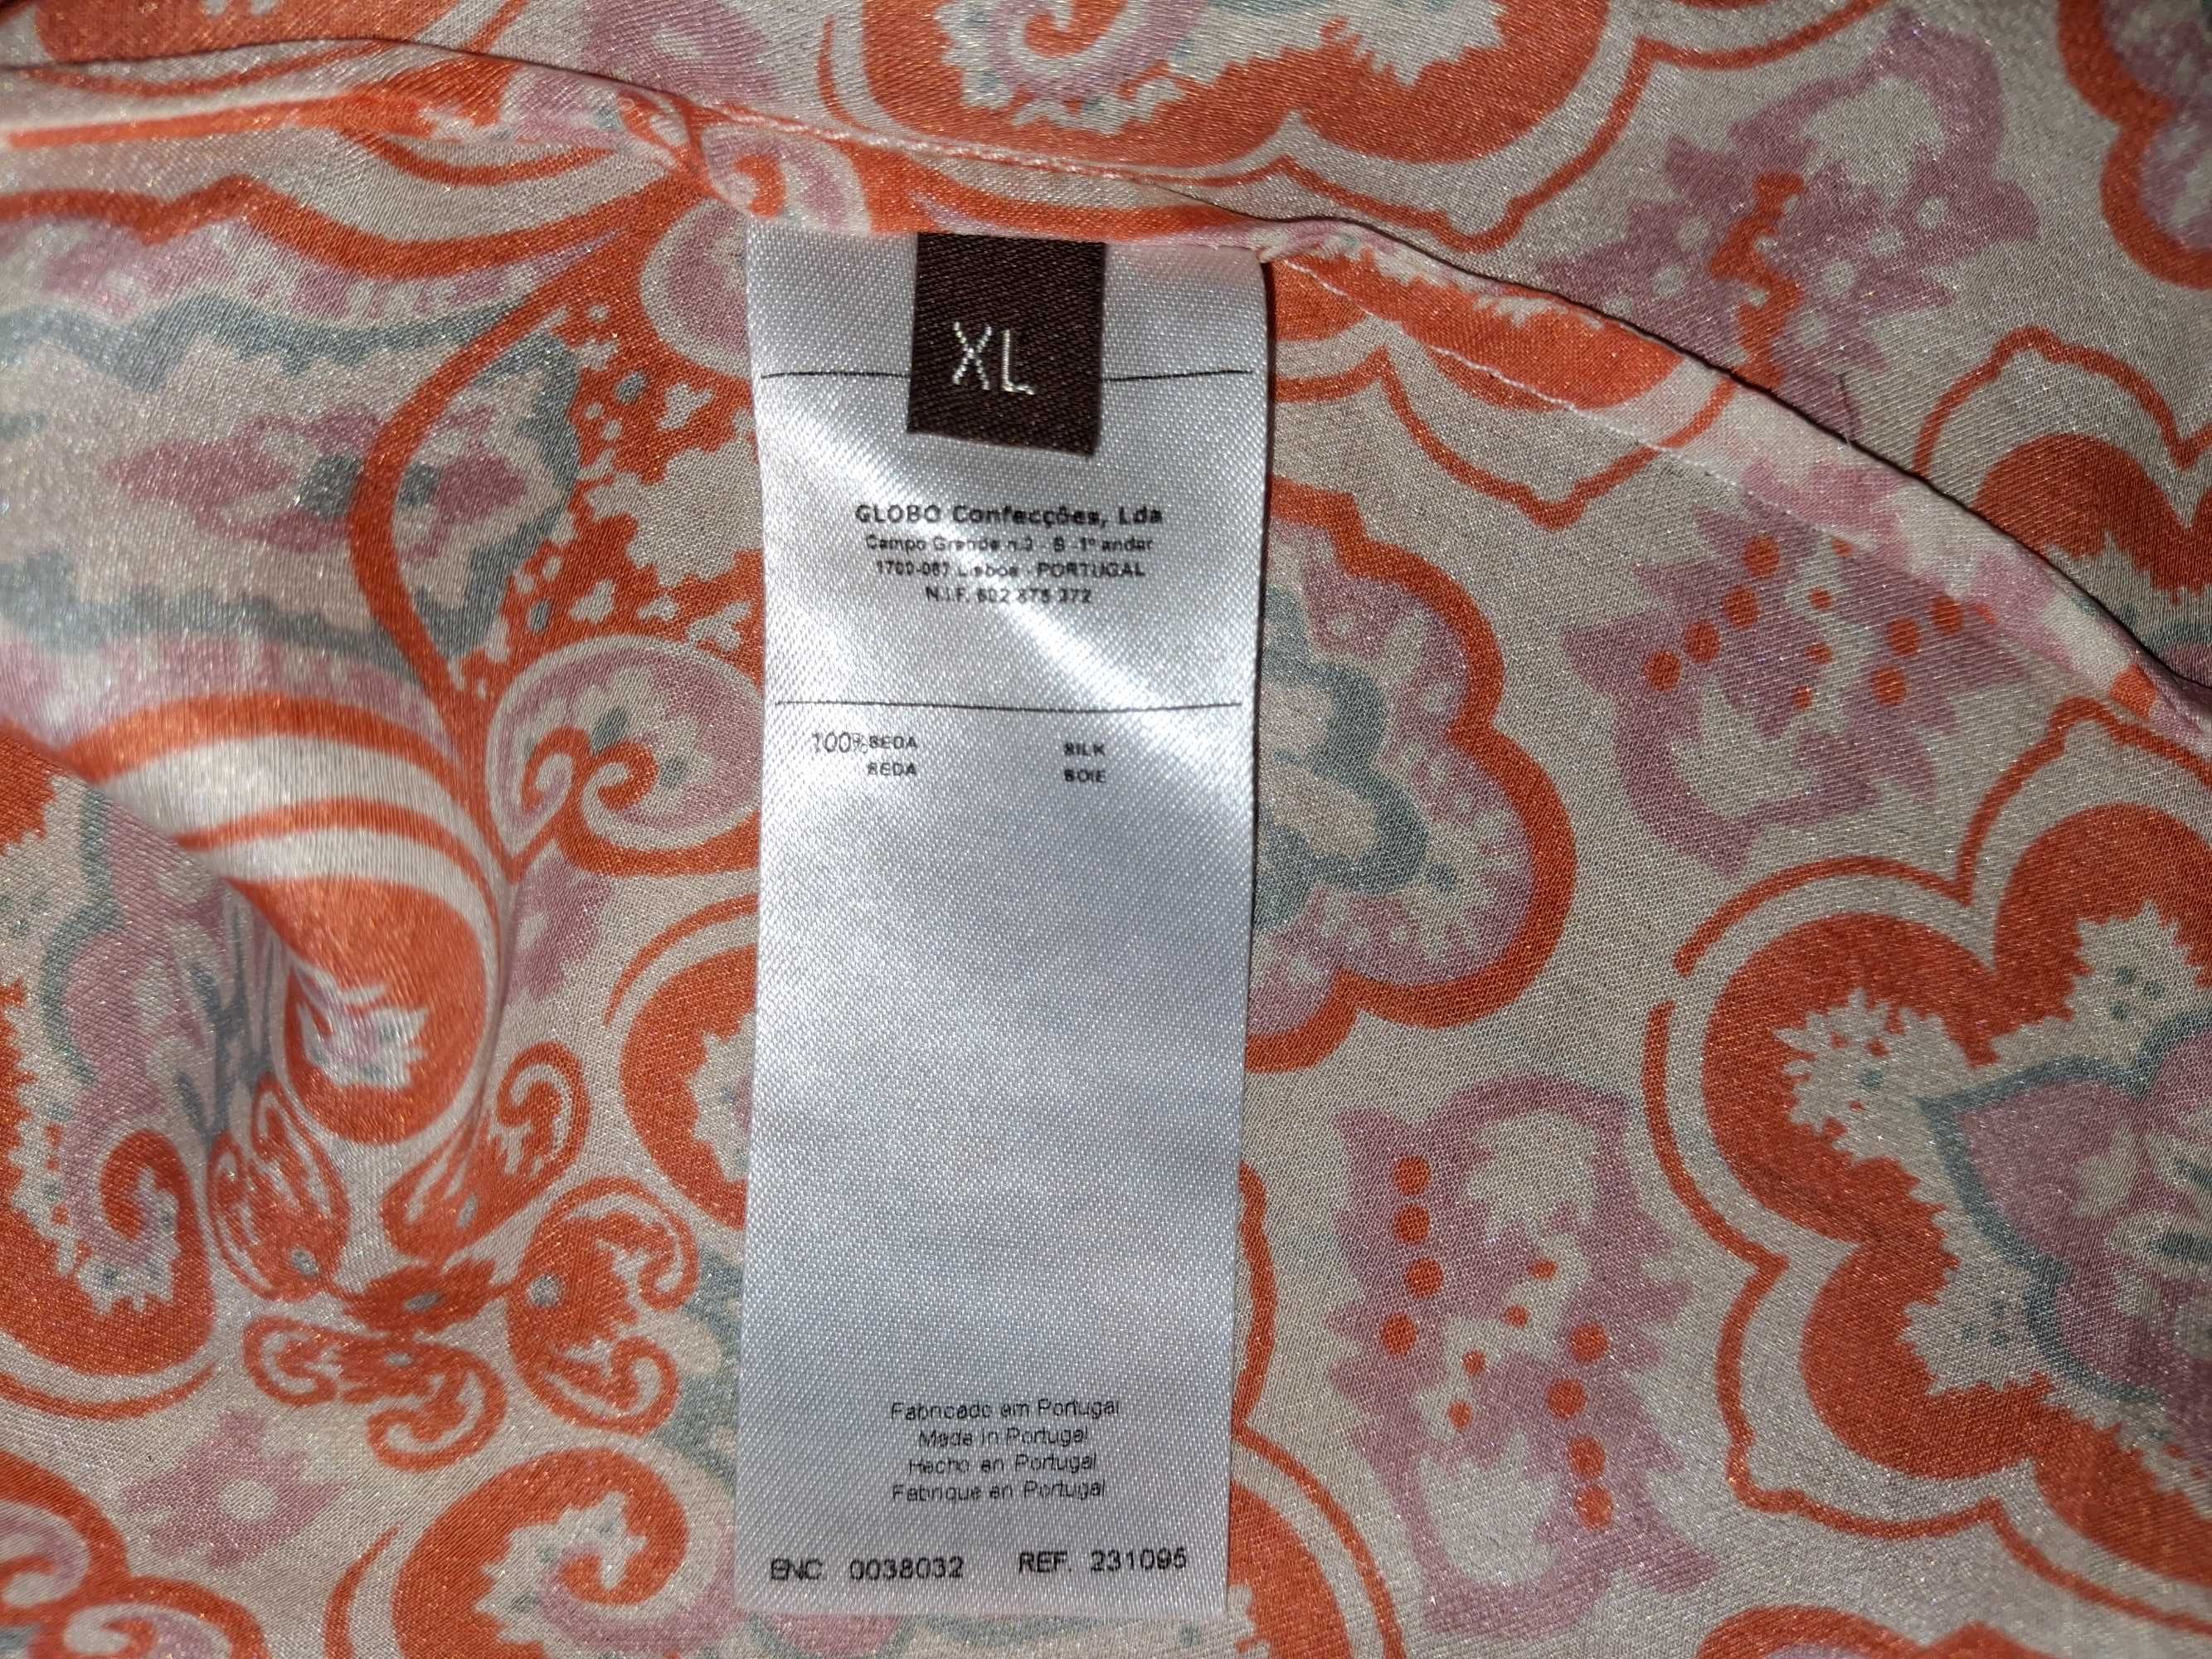 XL
GLOBO Confecções, Lda
Campo Grande n.3 - B -1º andar
1700-087 Lisboa - PORTUGAL
N.I.F. 502 875 372
100% SEDA SILK
SEDA SOIE
Fabricado em Portugal
Made in Portugal
Hecho en Portugal
Fabrique en Portugal
ENC. 0038032 REF. 231095